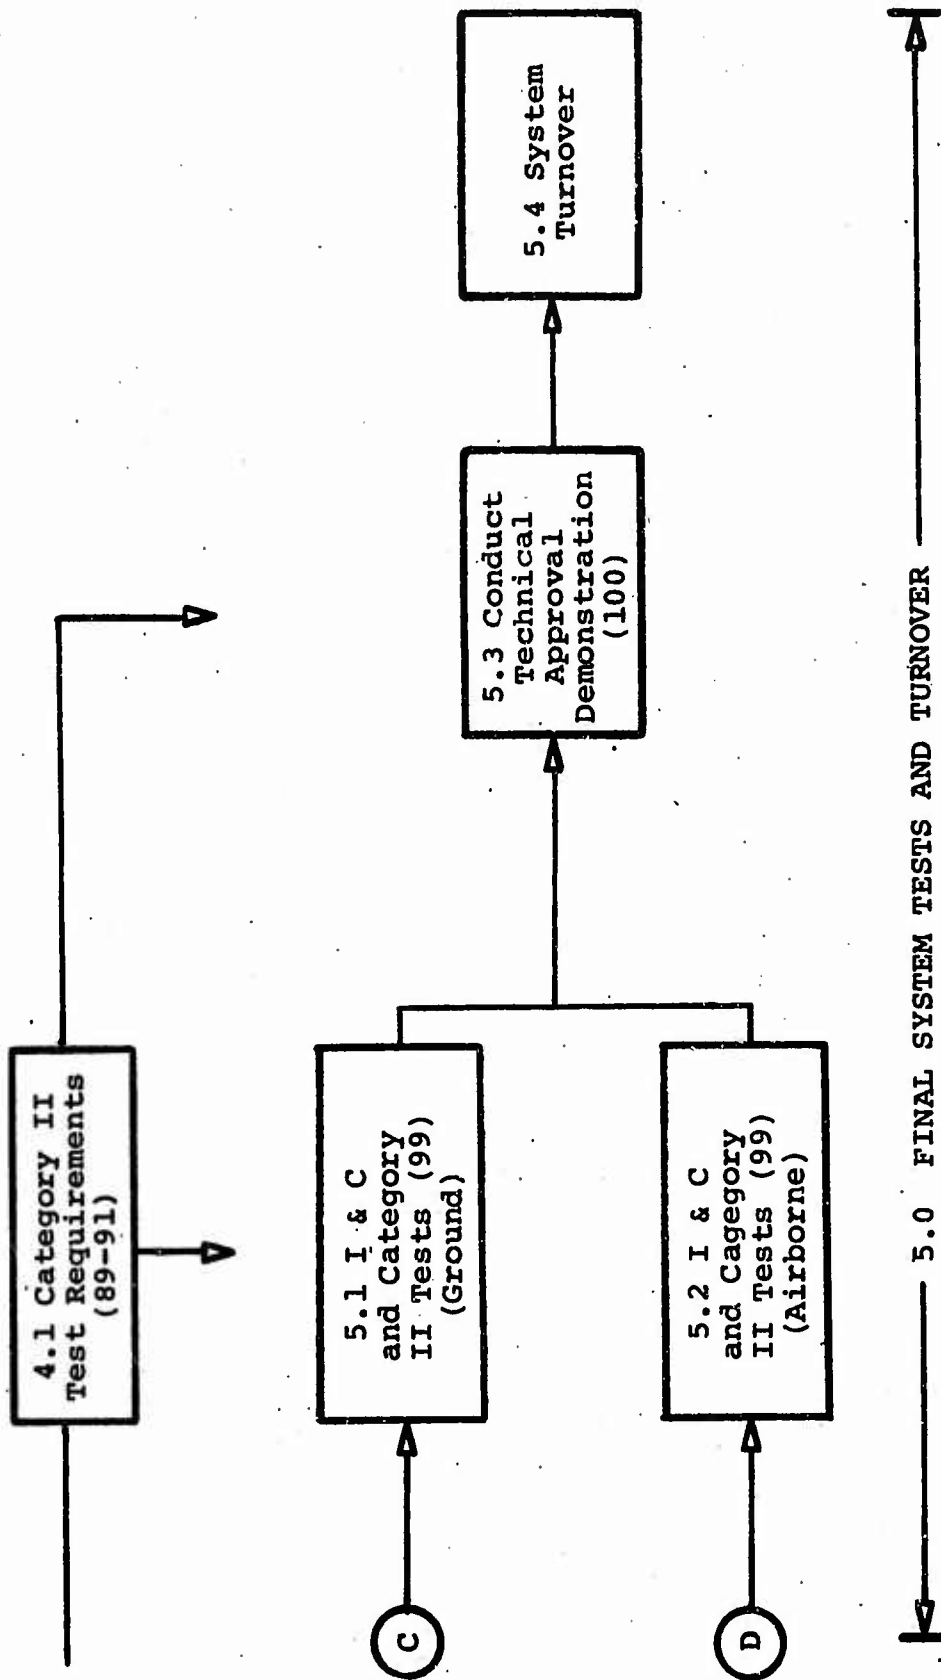 4.1 Category II
Test Requirements
(89-91)
C
5.1 I & C
and Category
II Tests (99)
(Ground)
D
5.2 I & C
and Cagegory
II Tests (99)
(Airborne)
5.3 Conduct
Technical
Approval
Demonstration
(100)
5.4 System
Turnover
5.0 FINAL SYSTEM TESTS AND TURNOVER